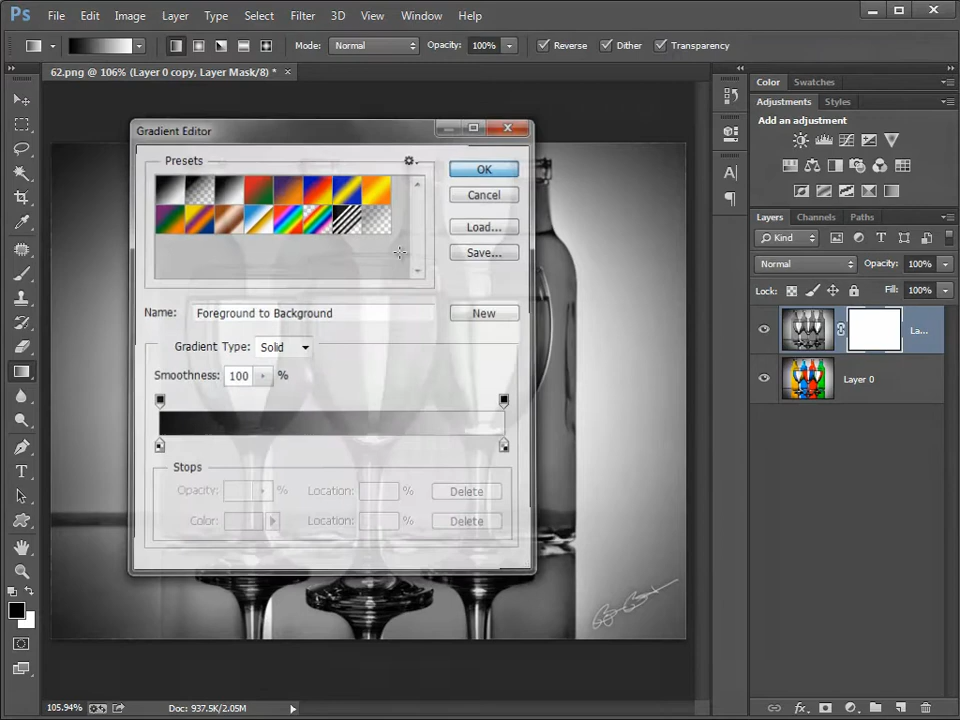 Ps File Edit Image Layer Type Select Filter 3D View Window Help
Mode: Normal Opacity: 100% Reverse Dither Transparency
62.png @ 106% (Layer 0 copy, Layer Mask/8) * ×
Gradient Editor
Presets
OK
Cancel
Load...
Save...
Name: Foreground to Background
New
Gradient Type: Solid
Smoothness: 100 %
Stops
Opacity: % Location: % Delete
Color: Location: % Delete
Color Swatches
Adjustments Styles
Add an adjustment
Layers Channels Paths
Kind
Normal Opacity: 100%
Lock: Fill: 100%
La...
Layer 0
105.94% Doc: 937.5K/2.05M